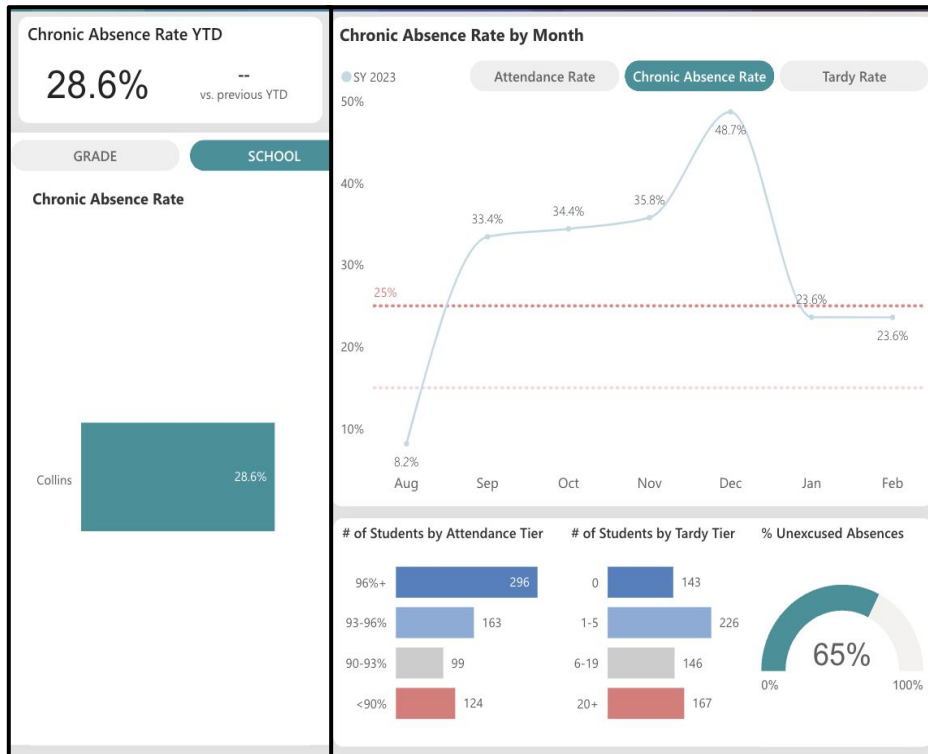 Chronic Absence Rate YTD
28.6%
--
vs. previous YTD
GRADE
SCHOOL
Chronic Absence Rate
Collins
28.6%
Chronic Absence Rate by Month
SY 2023
Attendance Rate
Chronic Absence Rate
Tardy Rate
50%
40%
30%
20%
10%
25%
8.2%
33.4%
34.4%
35.8%
48.7%
23.6%
23.6%
Aug
Sep
Oct
Nov
Dec
Jan
Feb
# of Students by Attendance Tier
96%+
296
93-96%
163
90-93%
99
<90%
124
# of Students by Tardy Tier
0
143
1-5
226
6-19
146
20+
167
% Unexcused Absences
65%
0%
100%